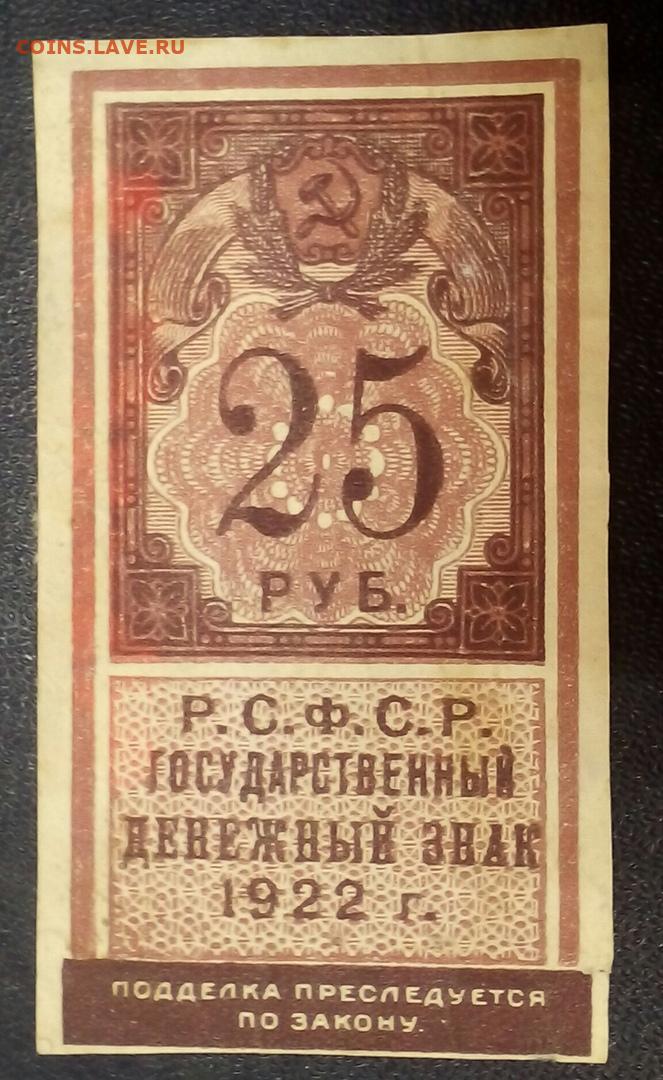 COINS.LAVE.RU
25
РУБ.
Р.С.Ф.С.Р.
ГОСУДАРСТВЕННЫЙ
ДЕНЕЖНЫЙ ЗНАК
1922 г.
ПОДДЕЛКА ПРЕСЛЕДУЕТСЯ
ПО ЗАКОНУ.